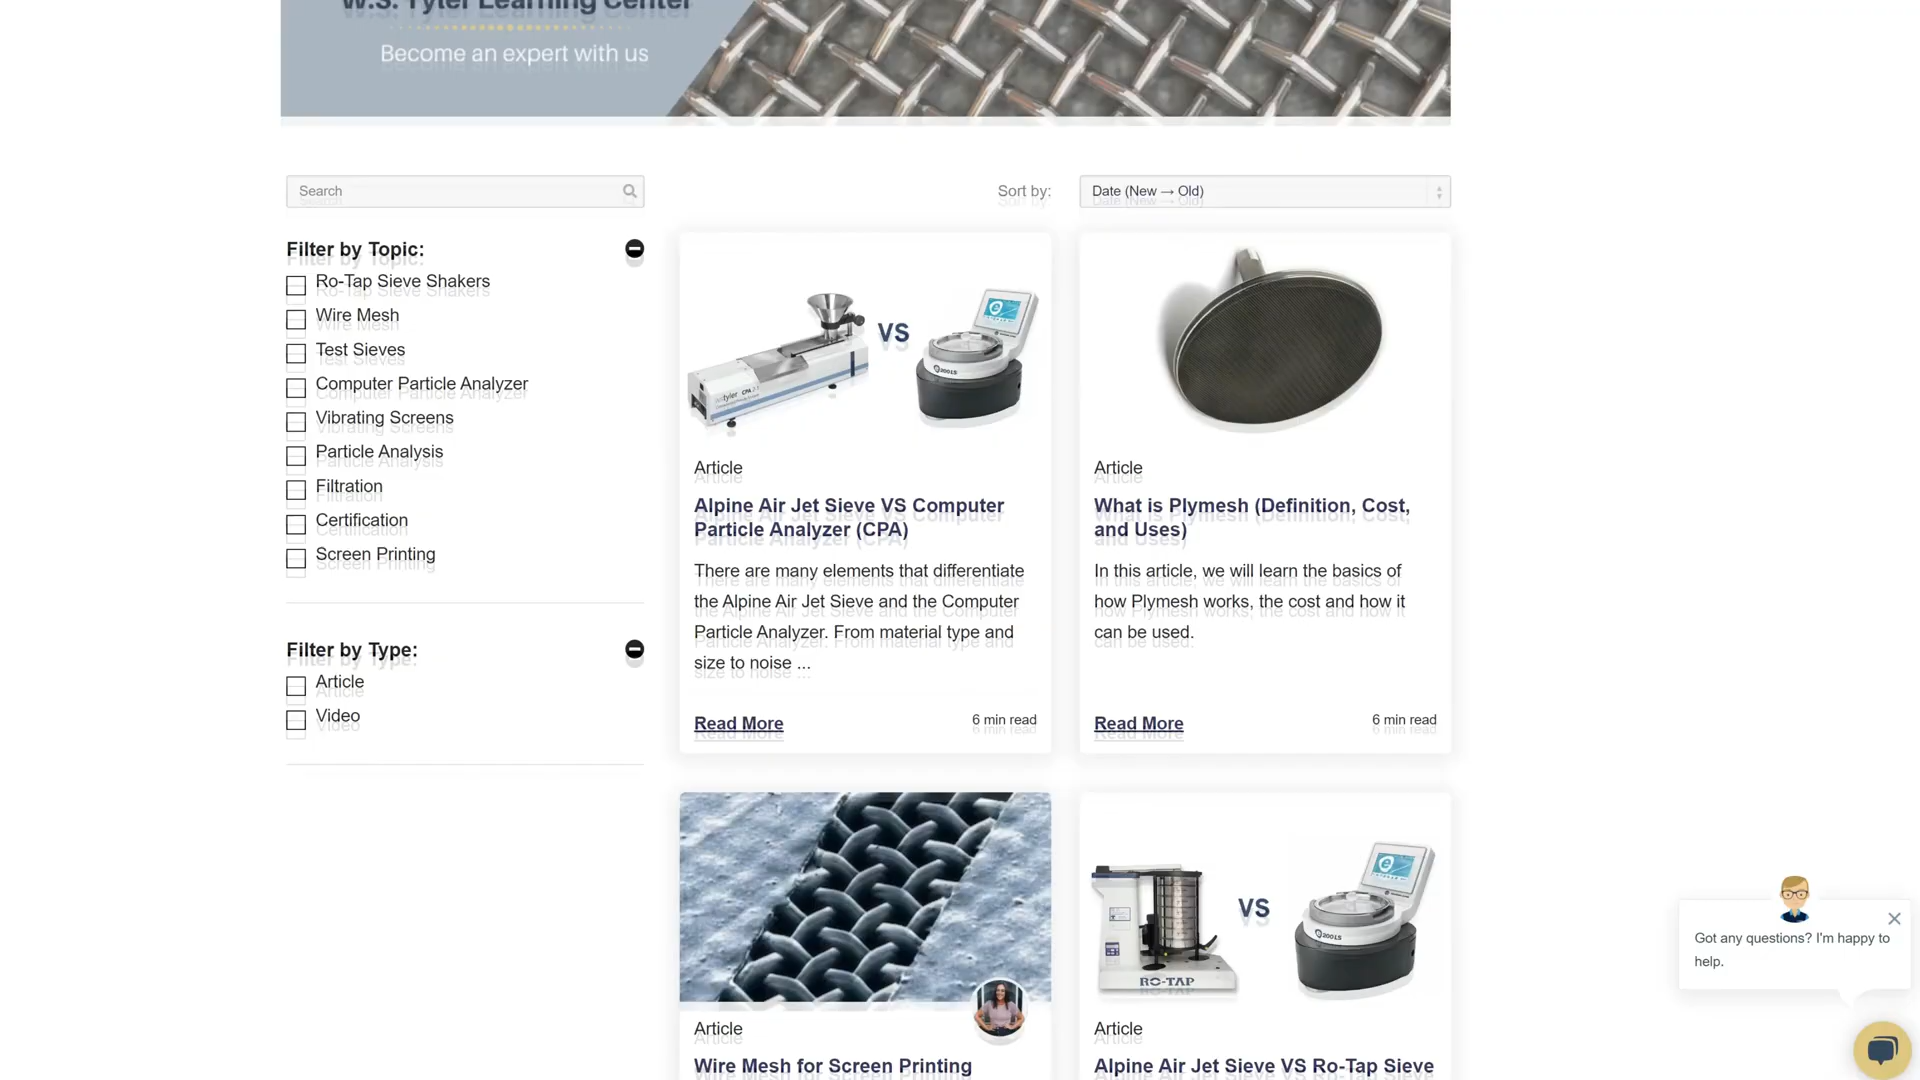 W.S. Tyler Learning Center
Become an expert with us
Search
Sort by:
Date (New → Old)
Filter by Topic:
Ro-Tap Sieve Shakers
Wire Mesh
Test Sieves
Computer Particle Analyzer
Vibrating Screens
Particle Analysis
Filtration
Certification
Screen Printing
Filter by Type:
Article
Video
VS
Article
Alpine Air Jet Sieve VS Computer
Particle Analyzer (CPA)
There are many elements that differentiate
the Alpine Air Jet Sieve and the Computer
Particle Analyzer. From material type and
size to noise ...
Read More
6 min read
Article
What is Plymesh (Definition, Cost,
and Uses)
In this article, we will learn the basics of
how Plymesh works, the cost and how it
can be used.
Read More
6 min read
Article
Wire Mesh for Screen Printing
RO-TAP
VS
200LS
Article
Alpine Air Jet Sieve VS Ro-Tap Sieve
Got any questions? I'm happy to
help.